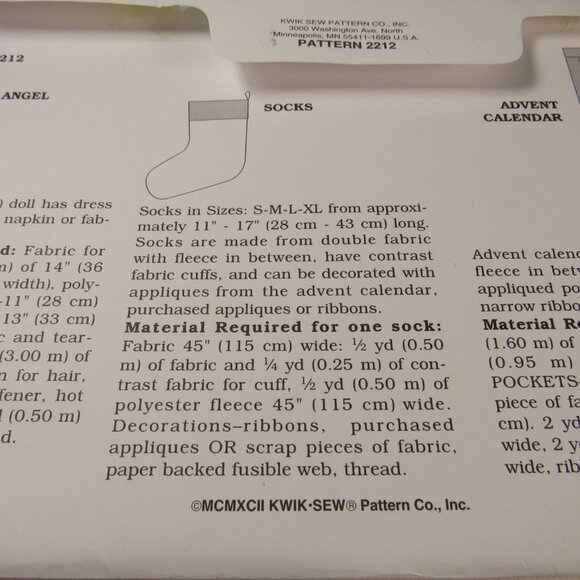 KWIK SEW PATTERN CO., INC.
3000 Washington Ave. North
Minneapolis, MN 55411-1699 U.S.A.
PATTERN 2212
2212
ANGEL
SOCKS
ADVENT
CALENDAR
) doll has dress
napkin or fab-
d: Fabric for
m) of 14" (36
width), poly-
-11" (28 cm)
13" (33 cm)
c and tear-
(3.00 m) of
n for hair,
fener, hot
d (0.50 m)
d.
Socks in Sizes: S-M-L-XL from approxi-
mately 11" - 17" (28 cm - 43 cm) long.
Socks are made from double fabric
with fleece in between, have contrast
fabric cuffs, and can be decorated with
appliques from the advent calendar,
purchased appliques or ribbons.
Material Required for one sock:
Fabric 45" (115 cm) wide: ½ yd (0.50
m) of fabric and ¼ yd (0.25 m) of con-
trast fabric for cuff, ½ yd (0.50 m) of
polyester fleece 45" (115 cm) wide.
Decorations–ribbons, purchased
appliques OR scrap pieces of fabric,
paper backed fusible web, thread.
Advent calend
fleece in betw
appliqued po
narrow ribbon
Material Re
(1.60 m) of
(0.95 m)
POCKETS-
piece of fa
cm). 2 yd
wide, 2 y
wide, rib
©MCMXCII KWIK•SEW® Pattern Co., Inc.